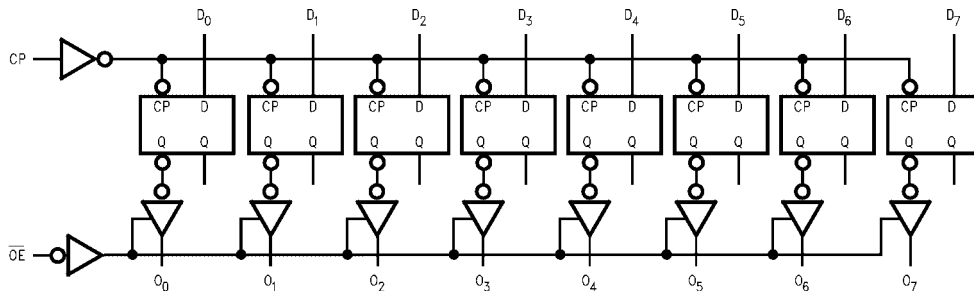 D0 D1 D2 D3 D4 D5 D6 D7
CP
CP D CP D CP D CP D CP D CP D CP D CP D
Q Q Q Q Q Q Q Q Q Q Q Q Q Q Q Q
O̅E̅
O0 O1 O2 O3 O4 O5 O6 O7